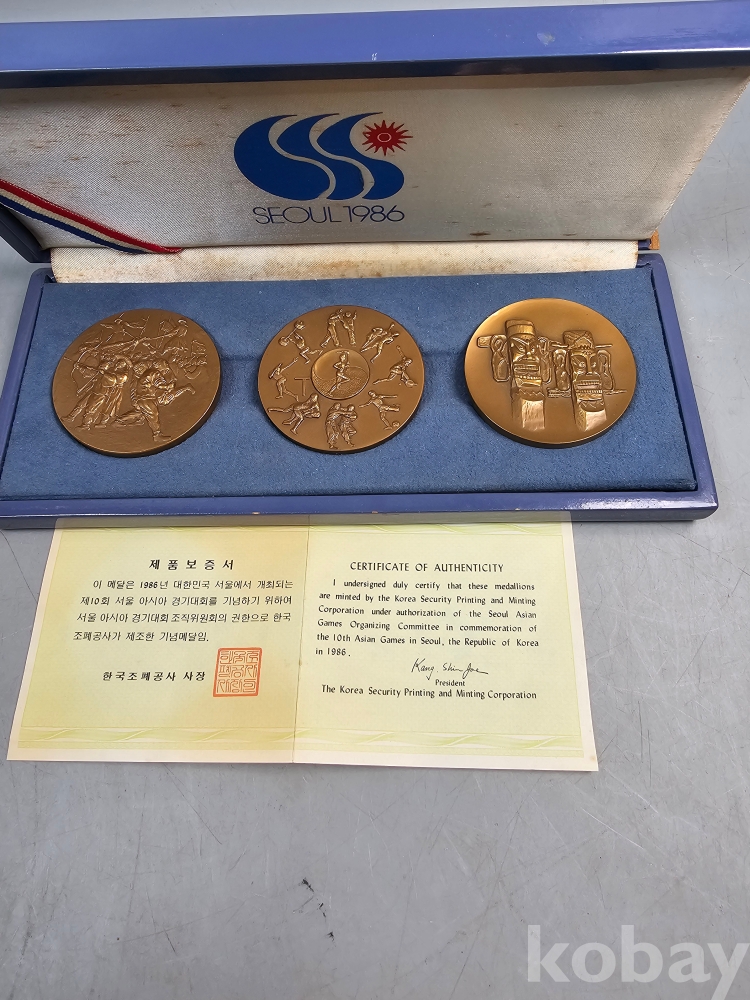 SEOUL 1986
제품보증서
이 메달은 1986년 대한민국 서울에서 개최되는
제10회 서울 아시아 경기대회를 기념하기 위하여
서울 아시아 경기대회 조직위원회의 권한으로 한국
조폐공사가 제조한 기념메달임.
한국조폐공사 사장
CERTIFICATE OF AUTHENTICITY
I undersigned duly certify that these medallions
are minted by the Korea Security Printing and Minting
Corporation under authorization of the Seoul Asian
Games Organizing Committee in commemoration of
the 10th Asian Games in Seoul, the Republic of Korea
in 1986.
President
The Korea Security Printing and Minting Corporation
kobay